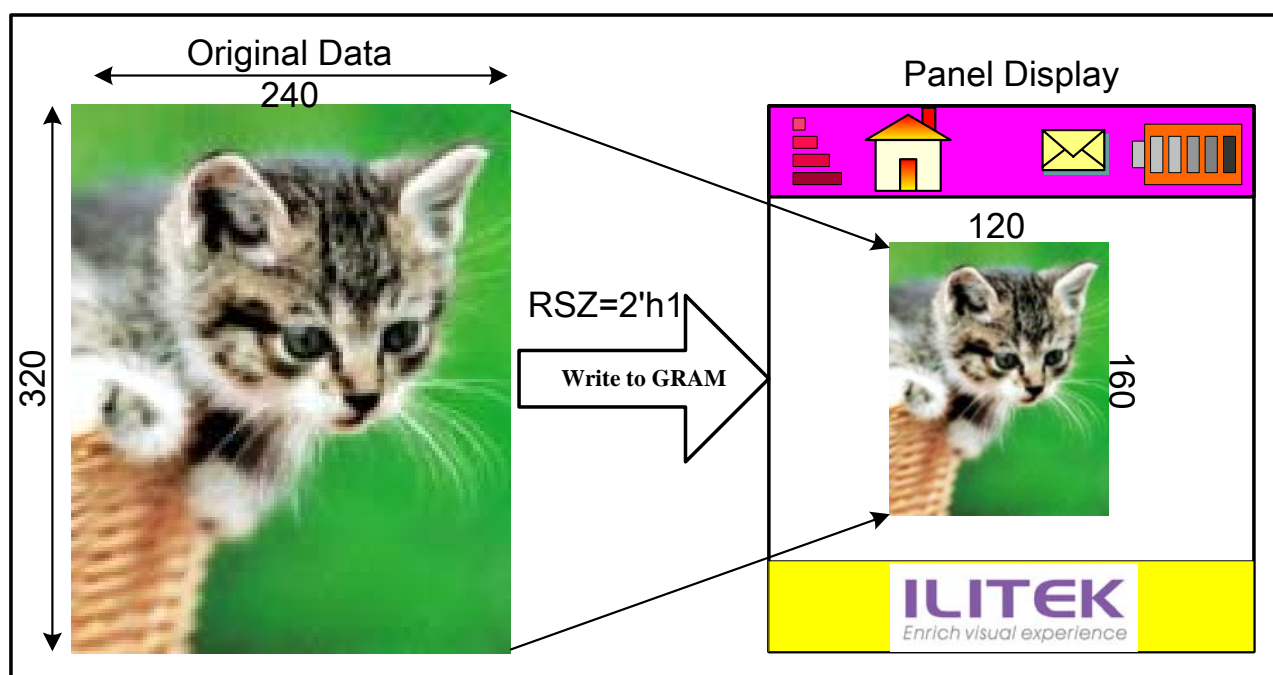 Original Data
240
320
RSZ=2'h1
Write to GRAM
Panel Display
120
160
ILITEK
Enrich visual experience